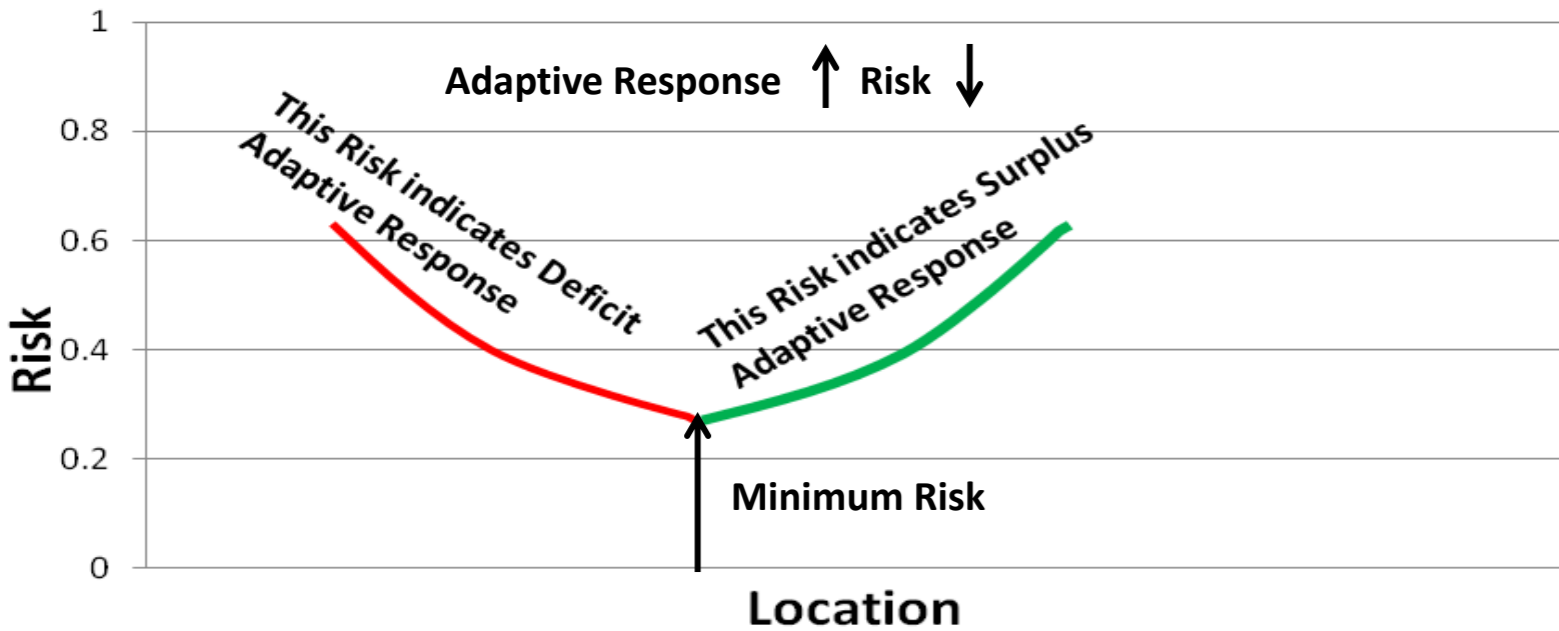 1
Adaptive Response Risk
0.8
This Risk indicates Deficit
Adaptive Response
This Risk indicates Surplus
Adaptive Response
0.6
Risk
0.4
0.2
Minimum Risk
0
Location